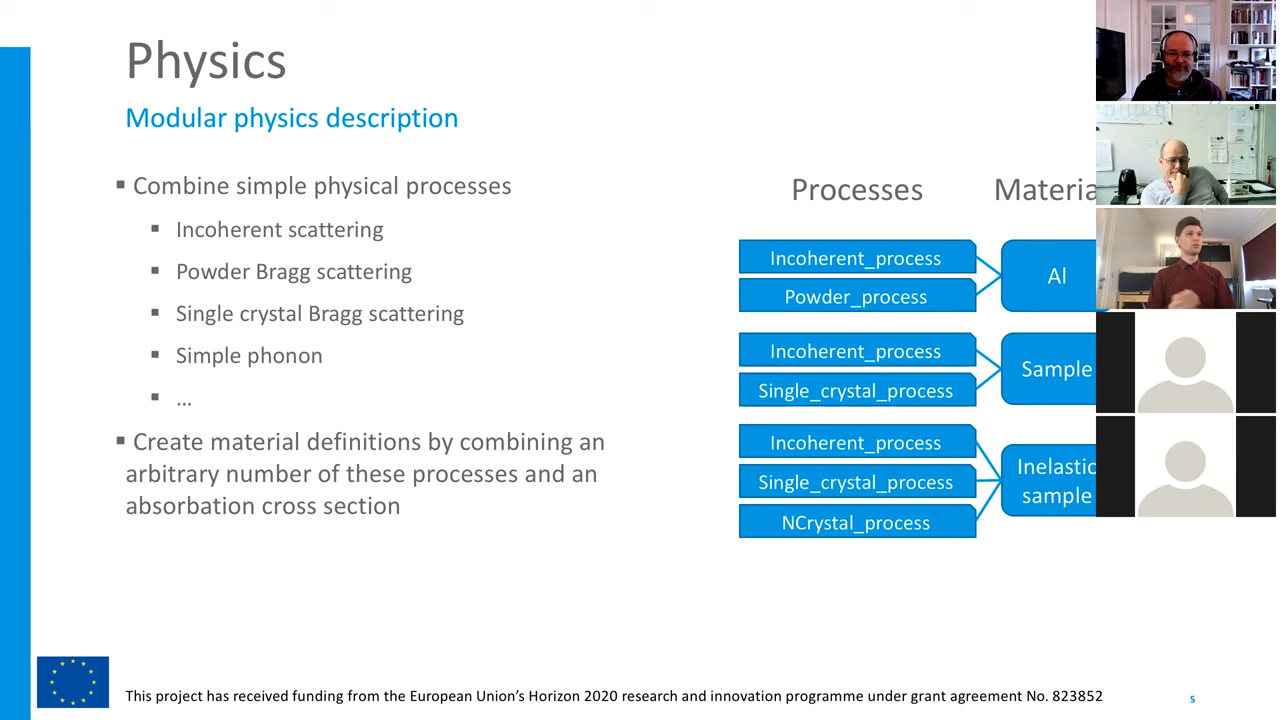 Physics
Modular physics description
▪ Combine simple physical processes
▪ Incoherent scattering
▪ Powder Bragg scattering
▪ Single crystal Bragg scattering
▪ Simple phonon
▪ ...
▪ Create material definitions by combining an
arbitrary number of these processes and an
absorbation cross section
Processes
Incoherent_process
Powder_process
Incoherent_process
Single_crystal_process
Incoherent_process
Single_crystal_process
NCrystal_process
Materia
Al
Sample
Inelastic
sample
This project has received funding from the European Union's Horizon 2020 research and innovation programme under grant agreement No. 823852
5